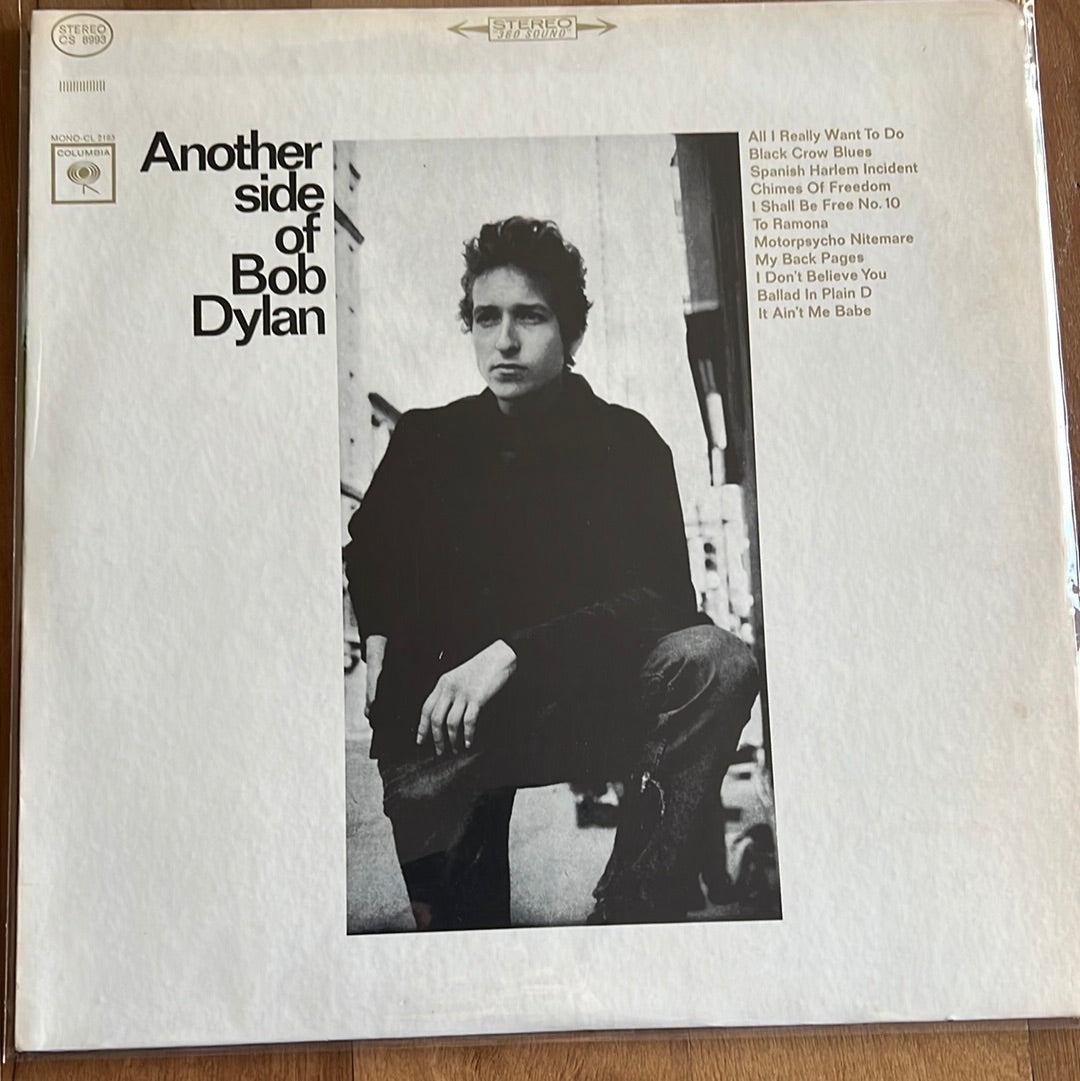 STEREO
CS 8993
STEREO
"360 SOUND"
MONO-CL 2193
COLUMBIA
Another
side
of
Bob
Dylan
All I Really Want To Do
Black Crow Blues
Spanish Harlem Incident
Chimes Of Freedom
I Shall Be Free No. 10
To Ramona
Motorpsycho Nitemare
My Back Pages
I Don't Believe You
Ballad In Plain D
It Ain't Me Babe